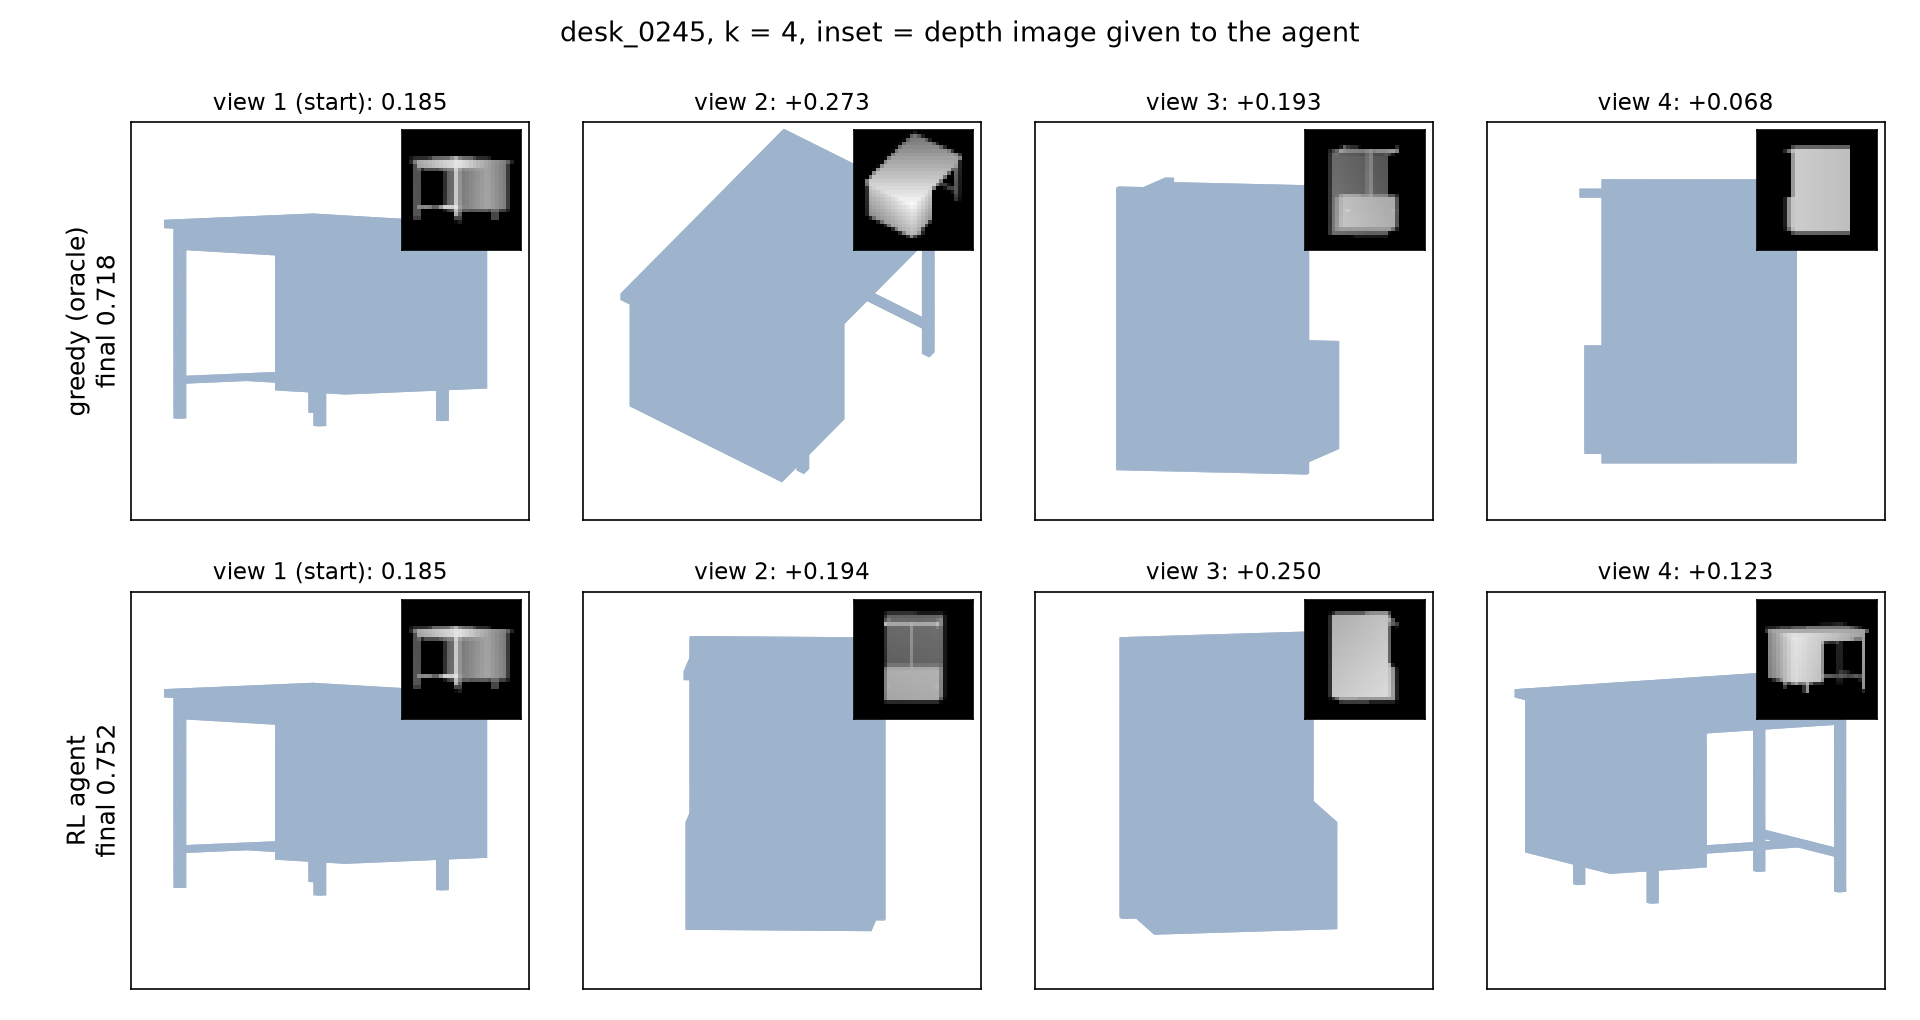 desk_0245, k = 4, inset = depth image given to the agent
view 1 (start): 0.185
view 2: +0.273
view 3: +0.193
view 4: +0.068
greedy (oracle)
final 0.718
view 1 (start): 0.185
view 2: +0.194
view 3: +0.250
view 4: +0.123
RL agent
final 0.752